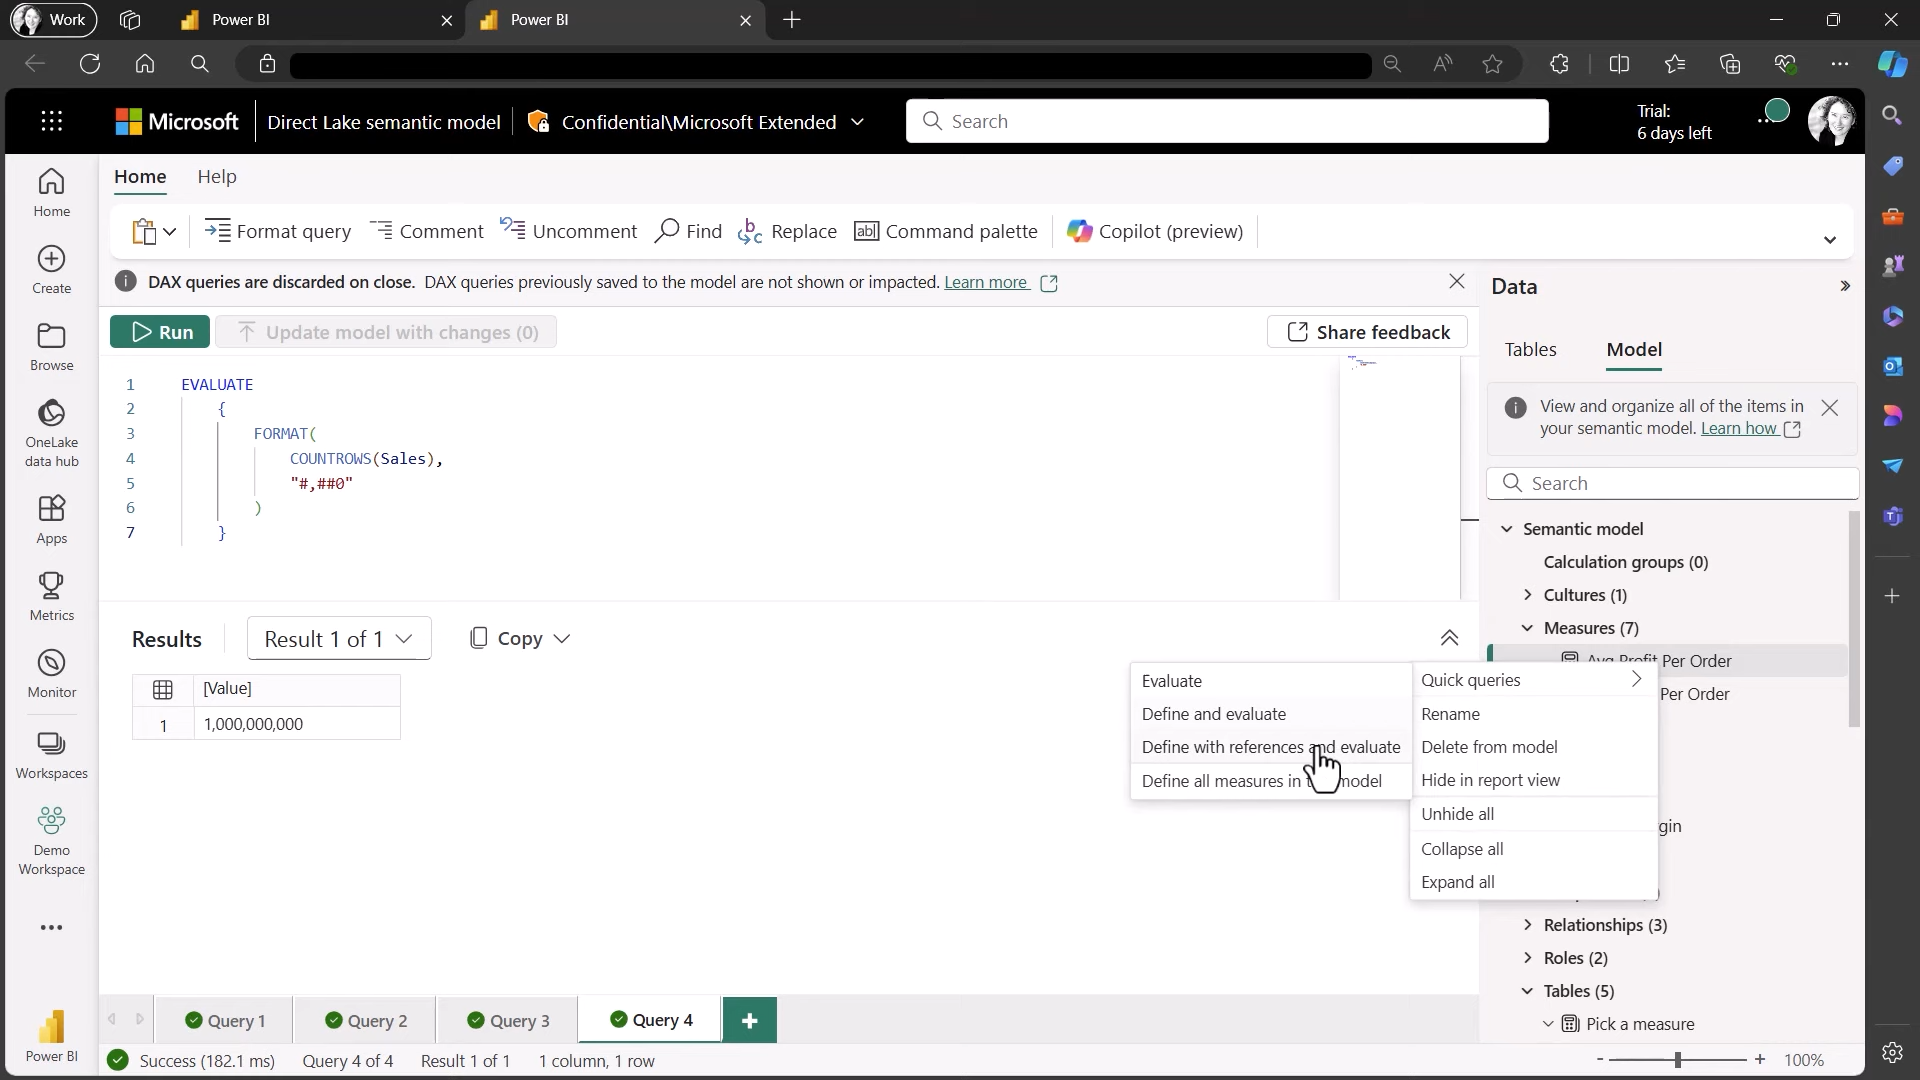 Work
Power BI
Power BI
Microsoft
Direct Lake semantic model
Confidential\Microsoft Extended
Search
Trial:
6 days left
Home
Help
Format query
Comment
Uncomment
Find
Replace
Command palette
Copilot (preview)
DAX queries are discarded on close. DAX queries previously saved to the model are not shown or impacted. Learn more
Run
Update model with changes (0)
Share feedback
1 EVALUATE
2 {
3 FORMAT(
4 COUNTROWS(Sales),
5 "#,##0"
6 )
7 }
Results
Result 1 of 1
Copy
[Value]
1 1,000,000,000
Evaluate
Define and evaluate
Define with references and evaluate
Define all measures in model
Quick queries
Rename
Delete from model
Hide in report view
Unhide all
Collapse all
Expand all
Data
Tables
Model
View and organize all of the items in
your semantic model. Learn how
Search
Semantic model
Calculation groups (0)
Cultures (1)
Measures (7)
Avg Profit Per Order
Per Order
gin
Relationships (3)
Roles (2)
Tables (5)
Pick a measure
Home
Create
Browse
OneLake
data hub
Apps
Metrics
Monitor
Workspaces
Demo
Workspace
Power BI
Query 1
Query 2
Query 3
Query 4
Success (182.1 ms)
Query 4 of 4
Result 1 of 1
1 column, 1 row
- + 100%